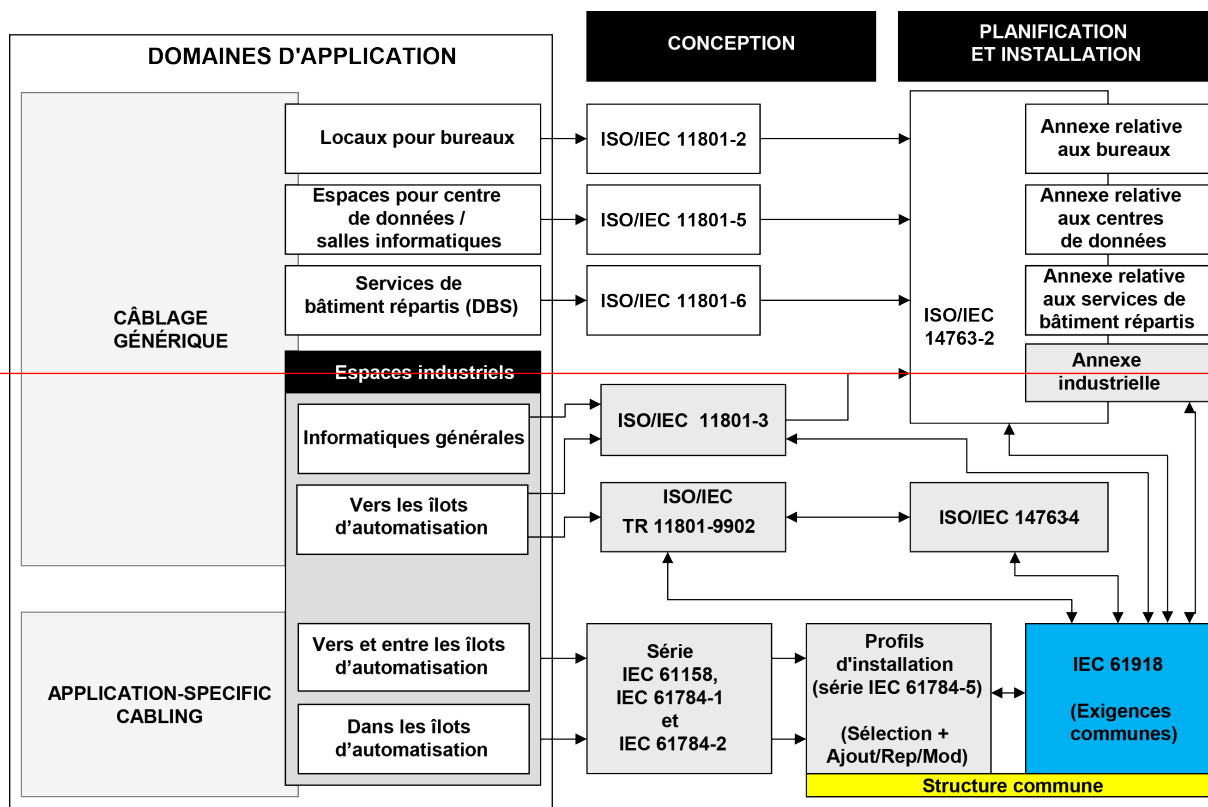 DOMAINES D'APPLICATION
CONCEPTION
PLANIFICATION
ET INSTALLATION
CÂBLAGE
GÉNÉRIQUE
Locaux pour bureaux
ISO/IEC 11801-2
Annexe relative
aux bureaux
Espaces pour centre
de données /
salles informatiques
ISO/IEC 11801-5
Annexe relative
aux centres
de données
Services de
bâtiment répartis (DBS)
ISO/IEC 11801-6
ISO/IEC
14763-2
Annexe relative
aux services de
bâtiment répartis
Espaces industriels
Annexe
industrielle
Informatiques générales
ISO/IEC 11801-3
Vers les îlots
d'automatisation
ISO/IEC
TR 11801-9902
ISO/IEC 147634
APPLICATION-SPECIFIC
CABLING
Vers et entre les îlots
d'automatisation
Dans les îlots
d'automatisation
Série
IEC 61158,
IEC 61784-1
et
IEC 61784-2
Profils
d'installation
(série IEC 61784-5)
(Sélection +
Ajout/Rep/Mod)
IEC 61918
(Exigences
communes)
Structure commune